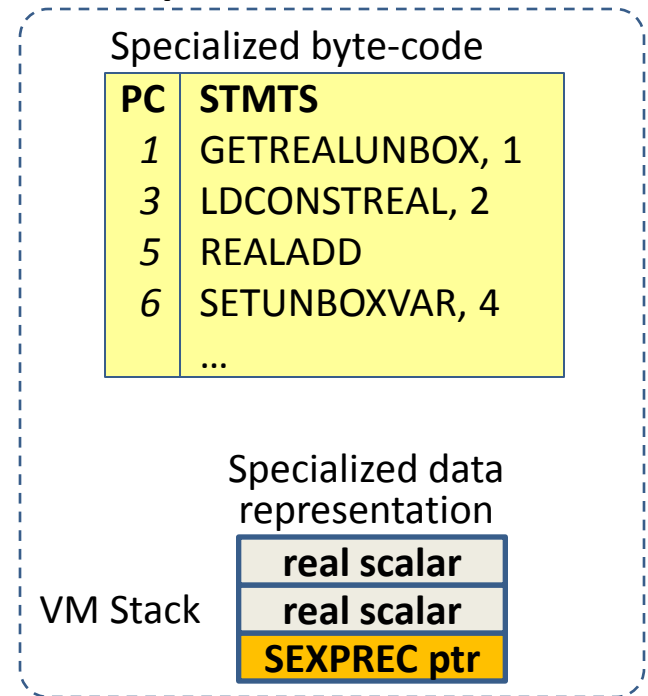 Specialized byte-code
PC STMTS
1 GETREALUNBOX, 1
3 LDCONSTREAL, 2
5 REALADD
6 SETUNBOXVAR, 4
...
Specialized data
representation
real scalar
VM Stack real scalar
SEXPREC ptr